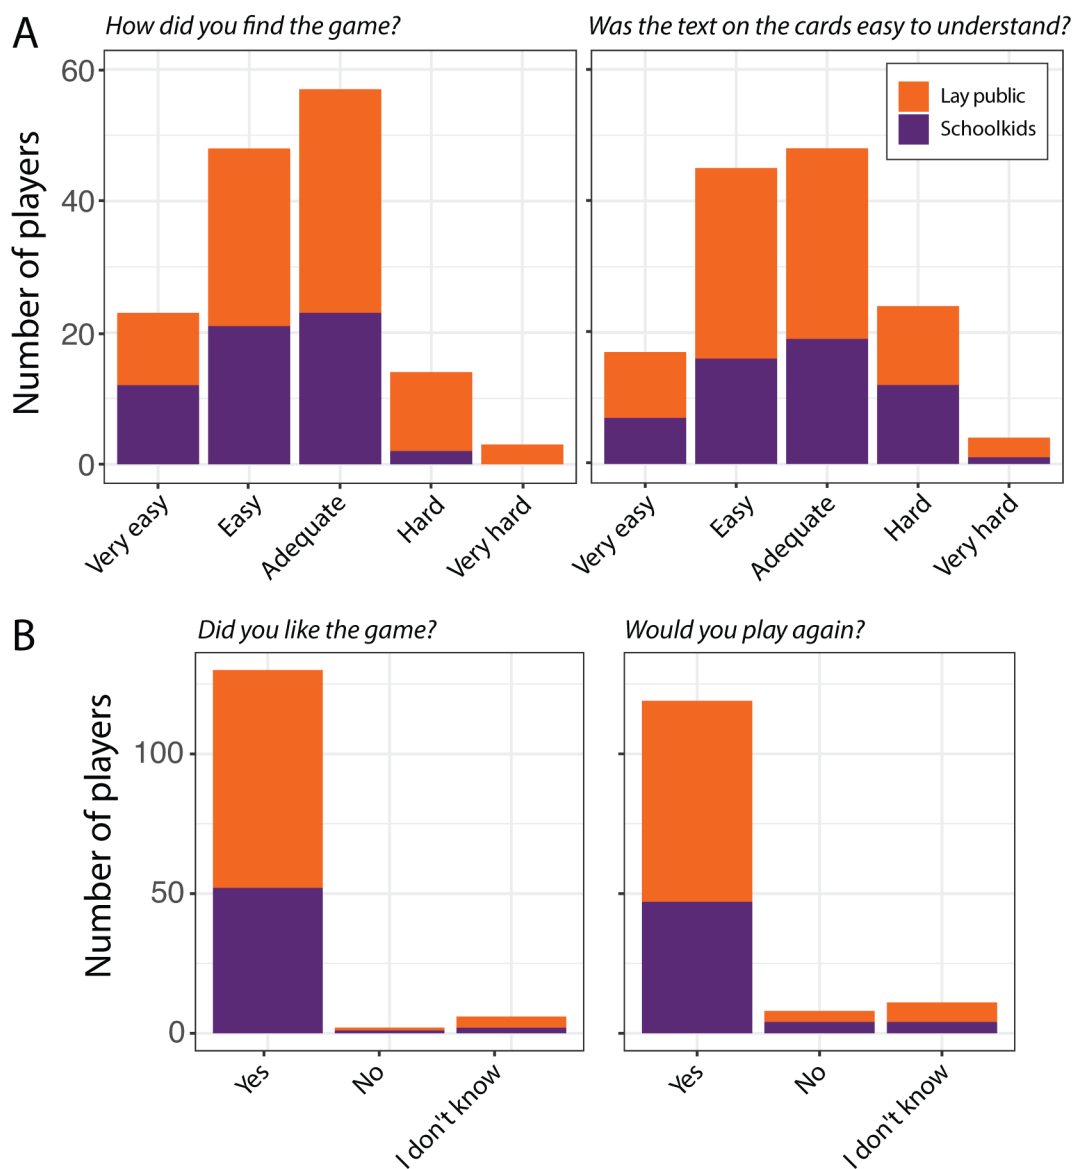 A
How did you find the game?
Was the text on the cards easy to understand?
Number of players
60
40
20
0
Lay public
Schoolkids
Very easy
Easy
Adequate
Hard
Very hard
Very easy
Easy
Adequate
Hard
Very hard
B
Did you like the game?
Would you play again?
Number of players
100
50
0
Yes
No
I don't know
Yes
No
I don't know